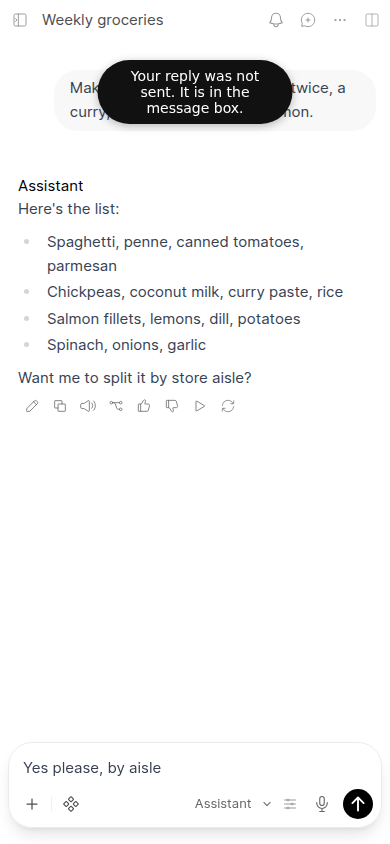 Weekly groceries
Your reply was not
sent. It is in the
message box.
twice, a
curry,
Assistant
Here's the list:
Spaghetti, penne, canned tomatoes,
parmesan
Chickpeas, coconut milk, curry paste, rice
Salmon fillets, lemons, dill, potatoes
Spinach, onions, garlic
Want me to split it by store aisle?
Yes please, by aisle
Assistant